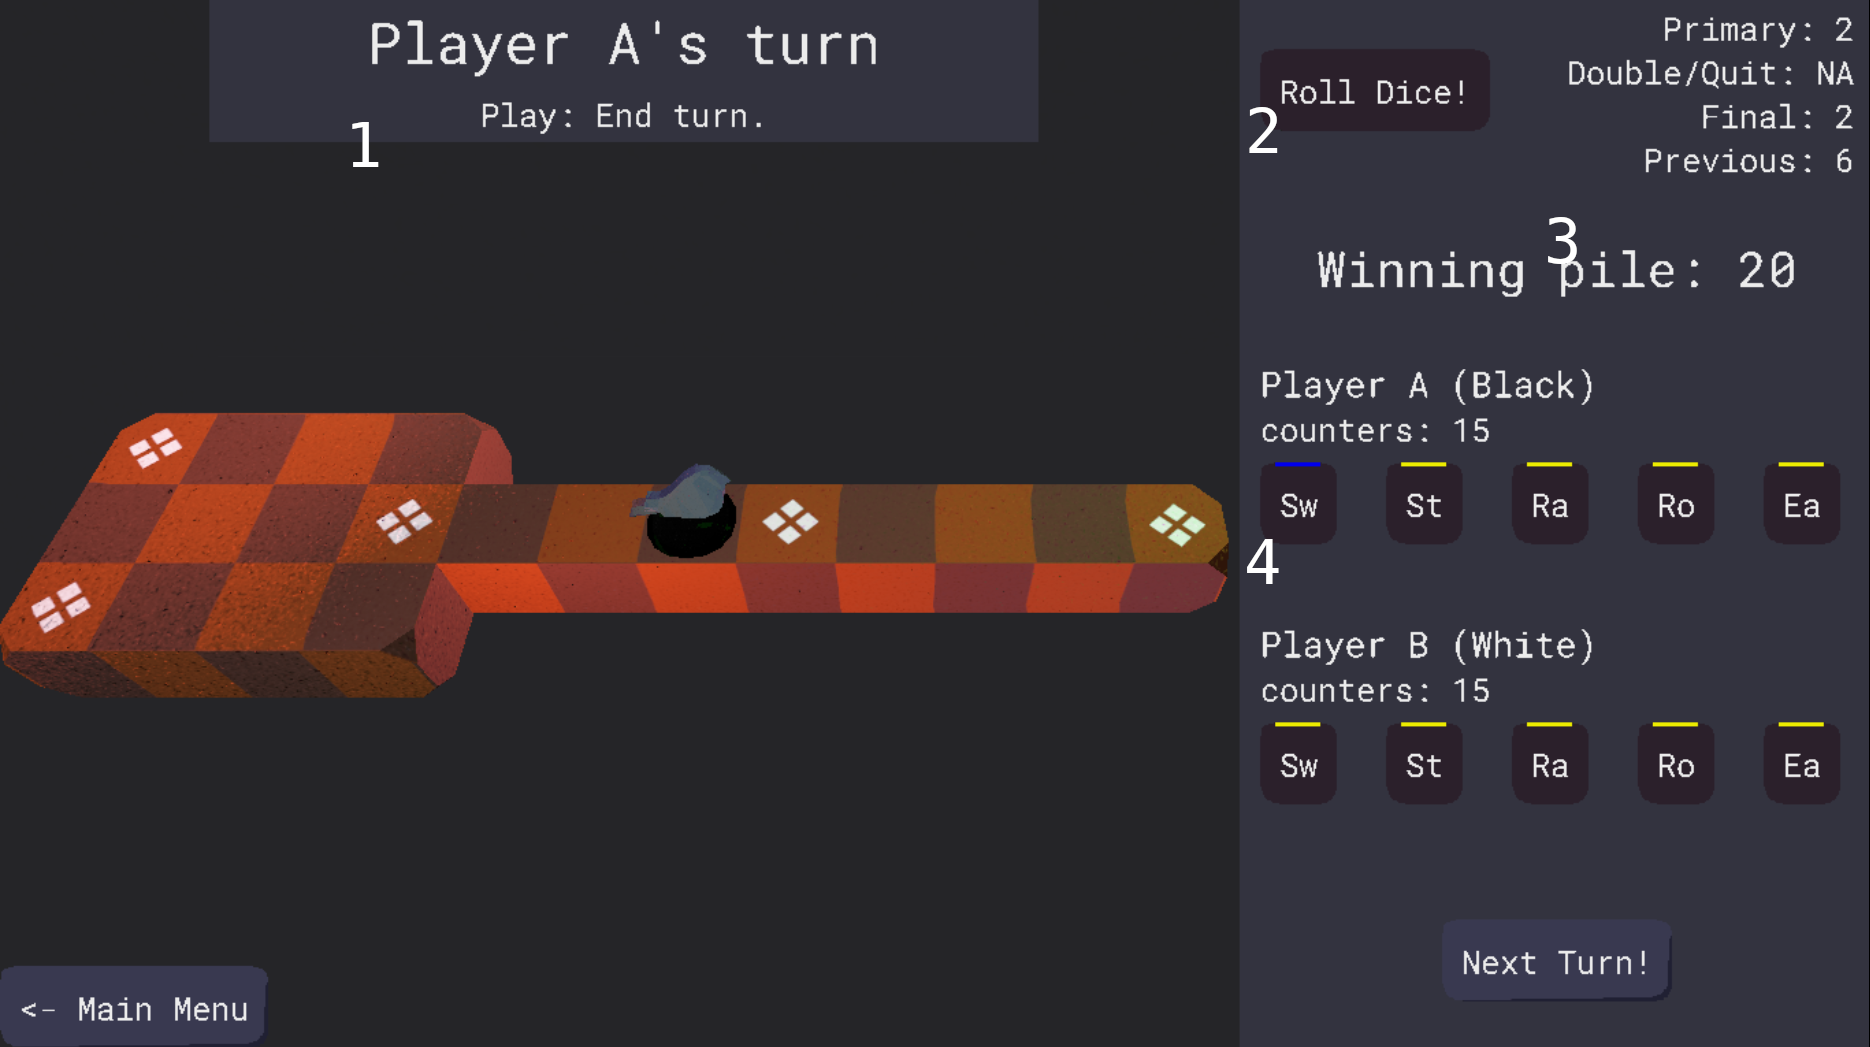 Player A's turn
Play: End turn.
1
Roll Dice!
2
Primary: 2
Double/Quit: NA
Final: 2
Previous: 6
3
Winning pile: 20
Player A (Black)
counters: 15
Sw St Ra Ro Ea
4
Player B (White)
counters: 15
Sw St Ra Ro Ea
Next Turn!
<- Main Menu